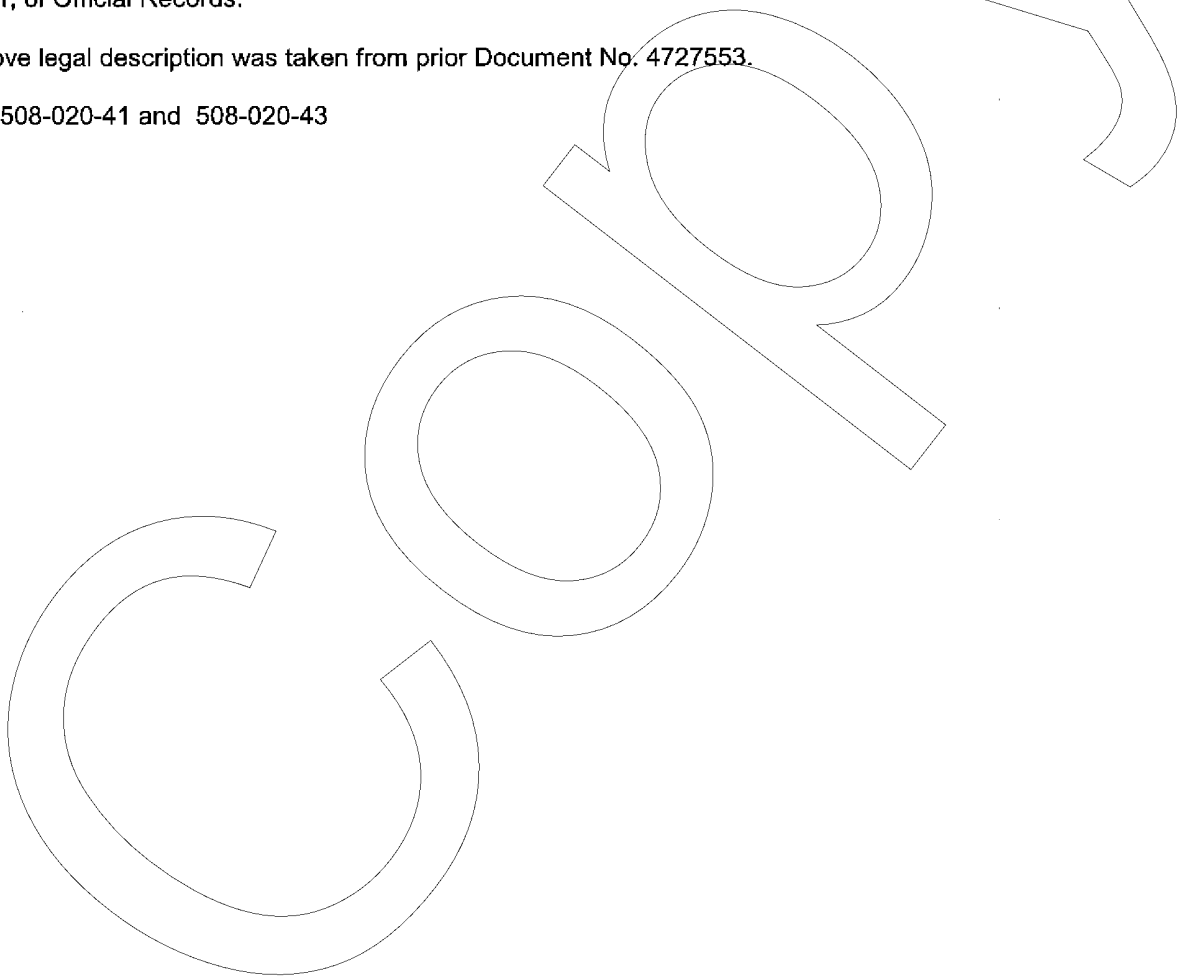 of Official Records.
legal description was taken from prior Document No. 4727553.
508-020-41 and 508-020-43
Copy